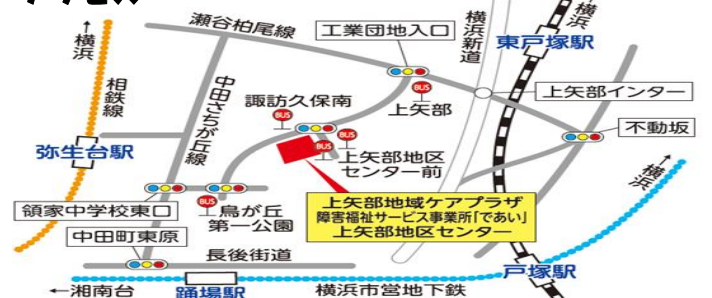 瀬谷柏尾線
工業団地入口
横浜新道
横浜
東戸塚駅
↑横浜
相鉄線
中田さちが丘線
諏訪久保南
BUS
BUS
上矢部
上矢部インター
不動坂
弥生台駅
BUS
BUS
上矢部地区
センター前
横浜
領家中学校東口
BUS
鳥が丘
第一公園
上矢部地域ケアプラザ
障害福祉サービス事業所「であい」
上矢部地区センター
中田町東原
長後街道
戸塚駅
←湘南台
踊場駅
横浜市営地下鉄